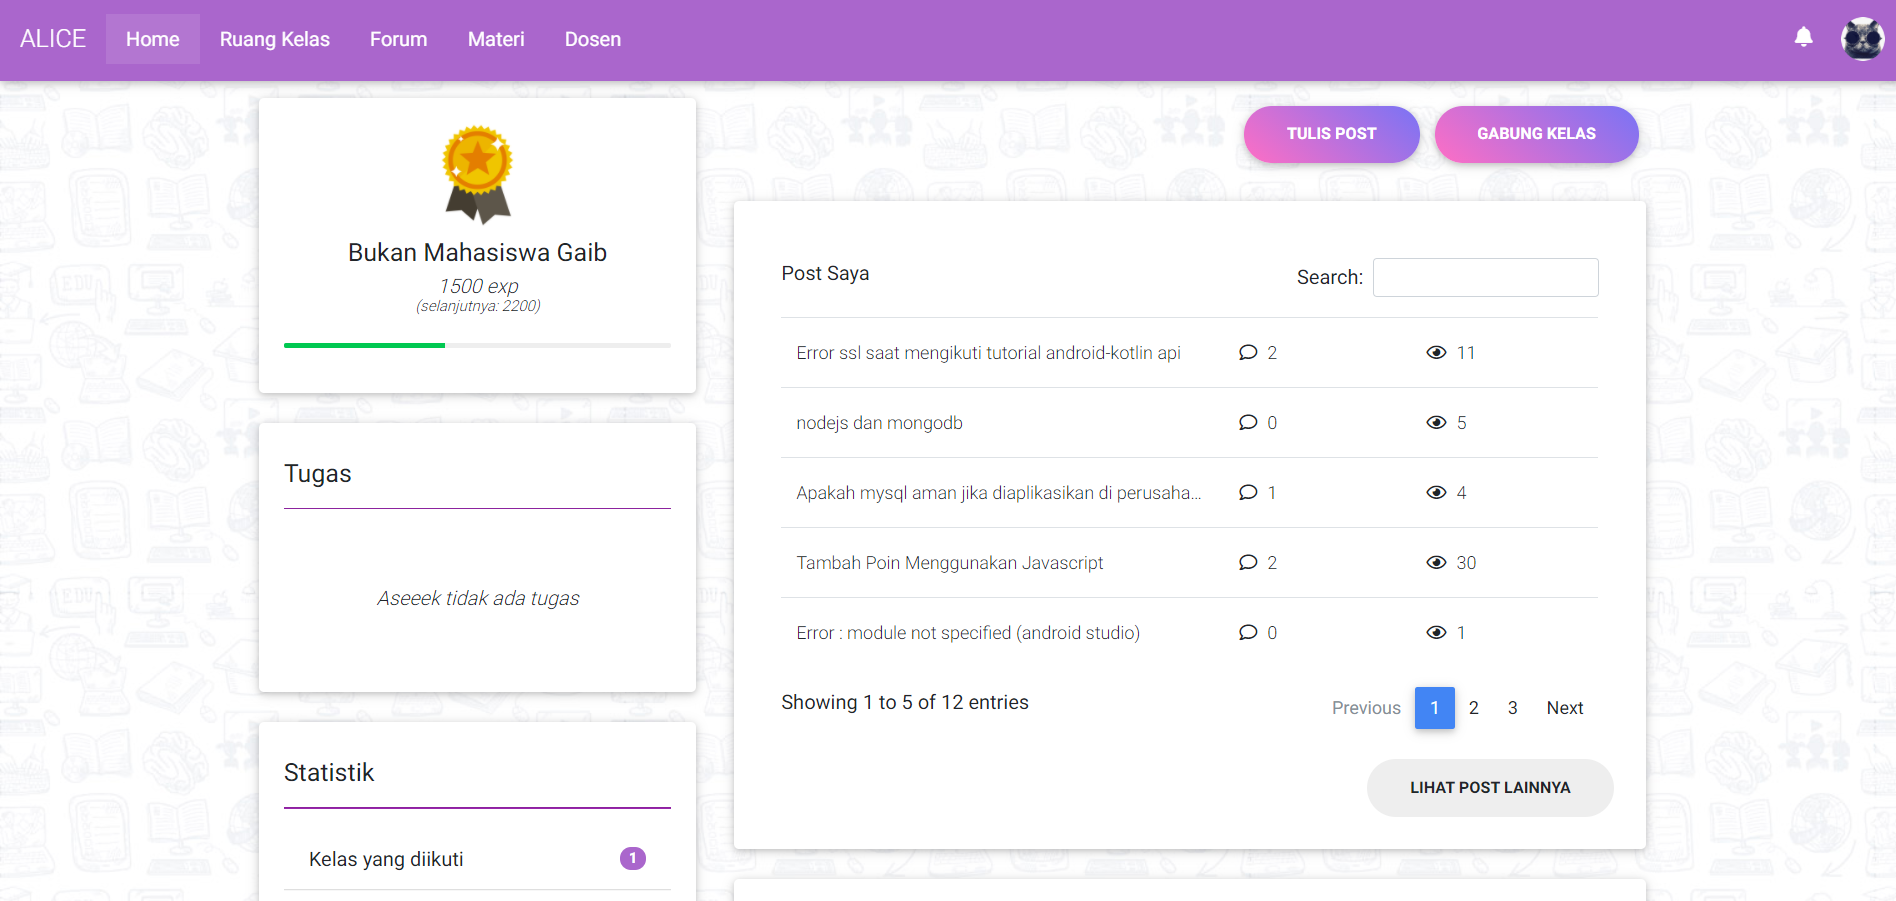 ALICE Home Ruang Kelas Forum Materi Dosen
Bukan Mahasiswa Gaib
1500 exp
(selanjutnya: 2200)
Tugas
Aseeek tidak ada tugas
Statistik
Kelas yang diikuti 1
TULIS POST GABUNG KELAS
Post Saya Search:
Error ssl saat mengikuti tutorial android-kotlin api 2 11
nodejs dan mongodb 0 5
Apakah mysql aman jika diaplikasikan di perusaha... 1 4
Tambah Poin Menggunakan Javascript 2 30
Error : module not specified (android studio) 0 1
Showing 1 to 5 of 12 entries Previous 1 2 3 Next
LIHAT POST LAINNYA